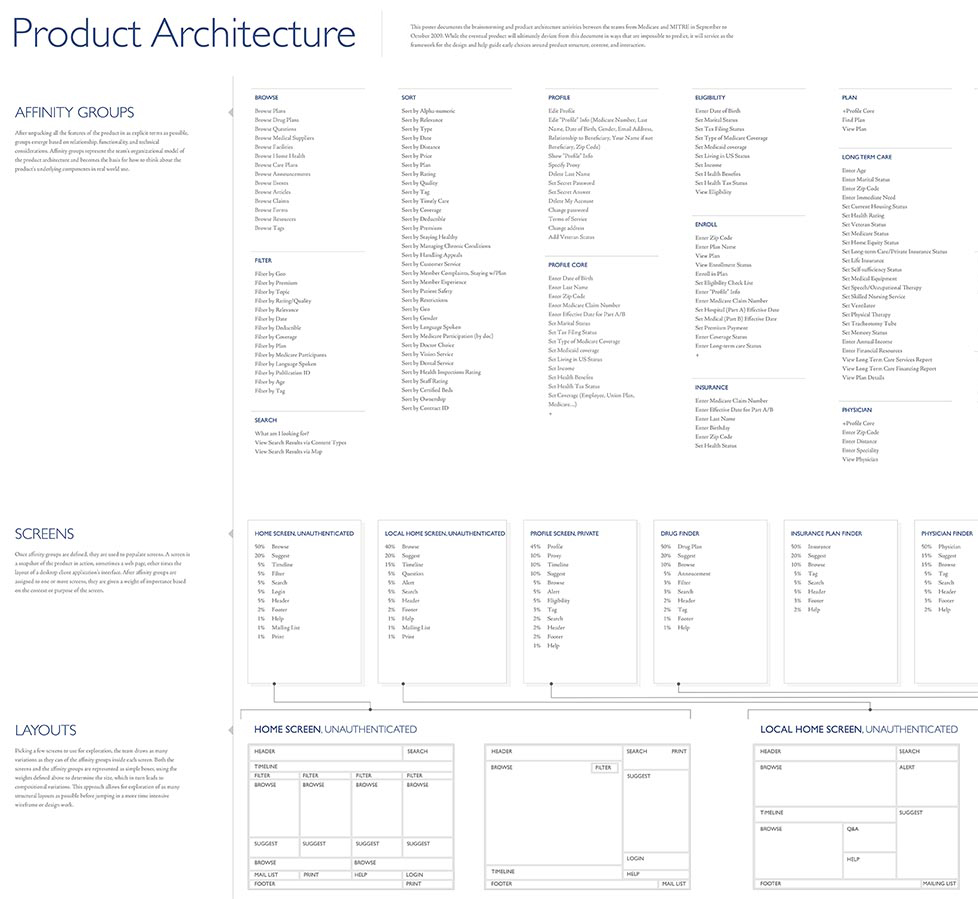 Product Architecture
This poster documents the brainstorming and product architecture activities between the teams from Medicare and MITRE in September to
October 2009. While the eventual product will ultimately deviate from this document in ways that are impossible to predict, it will serve as the
framework for the design and help guide early choices around product structure, content, and interaction.
AFFINITY GROUPS
After unpacking all the features of the product in as explicit terms as possible,
groups emerge based on relationship, functionality, and technical
considerations. Affinity groups represent the team's organizational model of
the product architecture and becomes the basis for how to think about the
product's underlying components in real world use.
BROWSE
Browse Plans
Browse Drug Plans
Browse Questions
Browse Medical Suppliers
Browse Facilities
Browse Home Health
Browse Care Plans
Browse Announcements
Browse Events
Browse Articles
Browse Claims
Browse Forms
Browse Resources
Browse Tags
FILTER
Filter by Geo
Filter by Premium
Filter by Topic
Filter by Rating/Quality
Filter by Relevance
Filter by Date
Filter by Deductible
Filter by Coverage
Filter by Plan
Filter by Medicare Participates
Filter by Language Spoken
Filter by Publication ID
Filter by Age
Filter by Tag
SEARCH
What am I looking for?
View Search Results via Content Types
View Search Results via Map
SORT
Sort by Alpha-numeric
Sort by Relevance
Sort by Type
Sort by Date
Sort by Distance
Sort by Price
Sort by Plan
Sort by Rating
Sort by Quality
Sort by Tag
Sort by Timely Care
Sort by Coverage
Sort by Deductible
Sort by Premium
Sort by Staying Healthy
Sort by Managing Chronic Conditions
Sort by Handling Appeals
Sort by Customer Service
Sort by Member Complaints, Staying w/Plan
Sort by Member Experience
Sort by Patient Safety
Sort by Restrictions
Sort by Geo
Sort by Gender
Sort by Language Spoken
Sort by Medicare Participation (by doc)
Sort by Doctor Choice
Sort by Vision Service
Sort by Dental Service
Sort by Health Inspections Rating
Sort by Staff Rating
Sort by Certified Beds
Sort by Ownership
Sort by Contract ID
PROFILE
Edit Profile
Edit "Profile" Info (Medicare Number, Last
Name, Date of Birth, Gender, Email Address,
Relationship to Beneficiary, Your Name if not
Beneficiary, Zip Code)
Show "Profile" Info
Specify Proxy
Delete Last Name
Set Secret Password
Set Secret Answer
Delete My Account
Change password
Terms of Service
Change address
Add Veteran Status
PROFILE CORE
Enter Date of Birth
Enter Last Name
Enter Zip Code
Enter Medicare Claim Number
Enter Effective Date for Part A/B
Set Marital Status
Set Tax Filing Status
Set Type of Medicare Coverage
Set Medicaid coverage
Set Living in US Status
Set Income
Set Health Benefits
Set Health Tax Status
Set Coverage (Employee, Union Plan,
Medicare...)
+
ELIGIBILITY
Enter Date of Birth
Set Marital Status
Set Tax Filing Status
Set Type of Medicare Coverage
Set Medicaid coverage
Set Living in US Status
Set Income
Set Health Benefits
Set Health Tax Status
View Eligibility
ENROLL
Enter Zip Code
Enter Plan Name
View Plan
View Enrollment Status
Enroll in Plan
Set Eligibility Check List
Enter "Profile" Info
Enter Medicare Claim Number
Set Hospital (Part A) Effective Date
Set Medical (Part B) Effective Date
Set Premium Payment
Enter Coverage Status
Enter Long-term care Status
+
INSURANCE
Enter Medicare Claim Number
Enter Effective Date for Part A/B
Enter Last Name
Enter Birthday
Enter Zip Code
Set Health Status
PLAN
+Profile Core
Find Plan
View Plan
LONG TERM CARE
Enter Age
Enter Marital Status
Enter Zip Code
Enter Immediate Need
Set Current Housing Status
Set Health Rating
Set Veteran Status
Set Medicare Status
Set Home Equity Status
Set Long-term Care/Private Insurance Status
Set Life Insurance
Set Self-sufficiency Status
Set Medical Equipment
Set Speech/Occupational Therapy
Set Skilled Nursing Service
Set Ventilator
Set Physical Therapy
Set Tracheotomy Tube
Set Memory Status
Enter Annual Income
Enter Financial Resources
View Long Term Care Services Report
View Long Term Care Financing Report
View Plan Details
PHYSICIAN
+Profile Core
Enter Zip Code
Enter Distance
Enter Speciality
View Physician
SCREENS
Once affinity groups are defined, they are used to populate screens. A screen is
a snapshot of the product in action, sometimes a web page, other times the
layout of a desktop client application's interface. After affinity groups are
assigned to one or more screens, they are given a weight of importance based
on the context or purpose of the screen.
HOME SCREEN, UNAUTHENTICATED
50% Browse
20% Suggest
5% Timeline
5% Filter
5% Search
5% Login
5% Header
2% Footer
1% Help
1% Mailing List
1% Print
LOCAL HOME SCREEN, UNAUTHENTICATED
40% Browse
20% Suggest
15% Timeline
5% Question
5% Alert
5% Search
5% Header
2% Footer
1% Help
1% Mailing List
1% Print
PROFILE SCREEN, PRIVATE
45% Profile
10% Proxy
10% Timeline
10% Suggest
5% Browse
5% Alert
5% Eligibility
3% Tag
2% Search
2% Header
2% Footer
1% Help
DRUG FINDER
50% Drug Plan
20% Suggest
10% Browse
5% Announcement
3% Filter
3% Search
2% Header
2% Tag
1% Footer
1% Help
INSURANCE PLAN FINDER
50% Insurance
20% Suggest
10% Browse
5% Tag
5% Search
5% Header
3% Footer
2% Help
PHYSICIAN FINDER
50% Physician
15% Suggest
15% Browse
5% Tag
5% Search
5% Header
3% Footer
2% Help
LAYOUTS
Picking a few screens to use for exploration, the team draws as many
variations as they can of the affinity groups inside each screen. Both the
screens and the affinity groups are represented as simple boxes, using the
weights defined above to determine the size, which in turn leads to
compositional variations. This approach allows for exploration of as many
structural layouts as possible before jumping in a more time intensive
wireframe or design work.
HOME SCREEN, UNAUTHENTICATED
HEADER SEARCH
TIMELINE
FILTER FILTER FILTER FILTER
BROWSE BROWSE BROWSE BROWSE
SUGGEST SUGGEST SUGGEST SUGGEST
BROWSE BROWSE
MAIL LIST PRINT HELP LOGIN
FOOTER PRINT
HEADER SEARCH PRINT
BROWSE FILTER
SUGGEST
LOGIN
TIMELINE HELP
FOOTER MAIL LIST
LOCAL HOME SCREEN, UNAUTHENTICATED
HEADER SEARCH
BROWSE ALERT
TIMELINE SUGGEST
BROWSE Q&A
HELP
FOOTER MAILING LIST